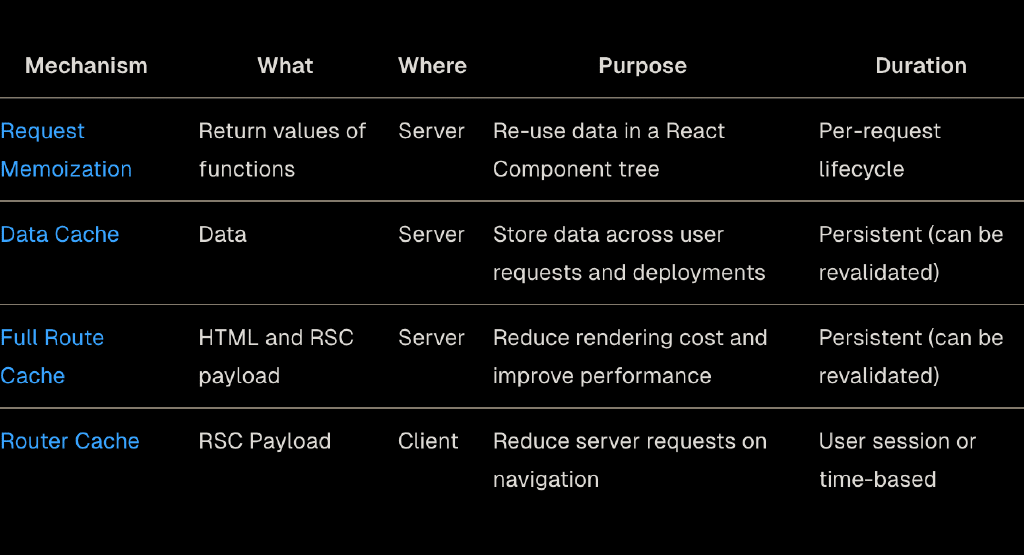 Mechanism What Where Purpose Duration
Request Return values of Server Re-use data in a React Per-request
Memoization functions Component tree lifecycle
Data Cache Data Server Store data across user Persistent (can be
requests and deployments revalidated)
Full Route HTML and RSC Server Reduce rendering cost and Persistent (can be
Cache payload improve performance revalidated)
Router Cache RSC Payload Client Reduce server requests on User session or
navigation time-based